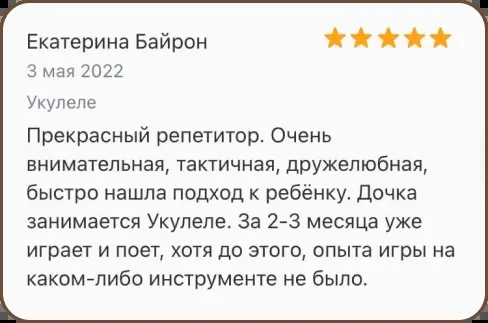 Екатерина Байрон
3 мая 2022
Укулеле
Прекрасный репетитор. Очень
внимательная, тактичная, дружелюбная,
быстро нашла подход к ребёнку. Дочка
занимается Укулеле. За 2-3 месяца уже
играет и поет, хотя до этого, опыта игры на
каком-либо инструменте не было.